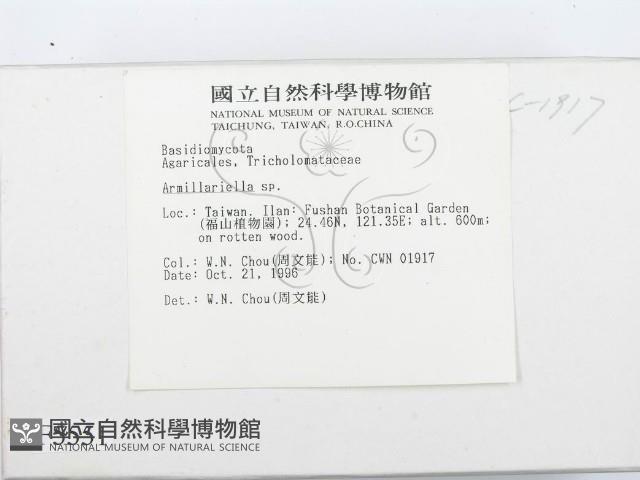 國立自然科學博物館
NATIONAL MUSEUM OF NATURAL SCIENCE
TAICHUNG, TAIWAN, R.O.CHINA
C-1917
Basidiomycota
Agaricales, Tricholomataceae
Armillariella sp.
Loc.: Taiwan. Ilan: Fushan Botanical Garden
(福山植物園); 24.46N, 121.35E; alt. 600m;
on rotten wood.
Col.: W.N. Chou(周文能); No. CWN 01917
Date: Oct. 21, 1996
Det.: W.N. Chou(周文能)
國立自然科學博物館
NATIONAL MUSEUM OF NATURAL SCIENCE